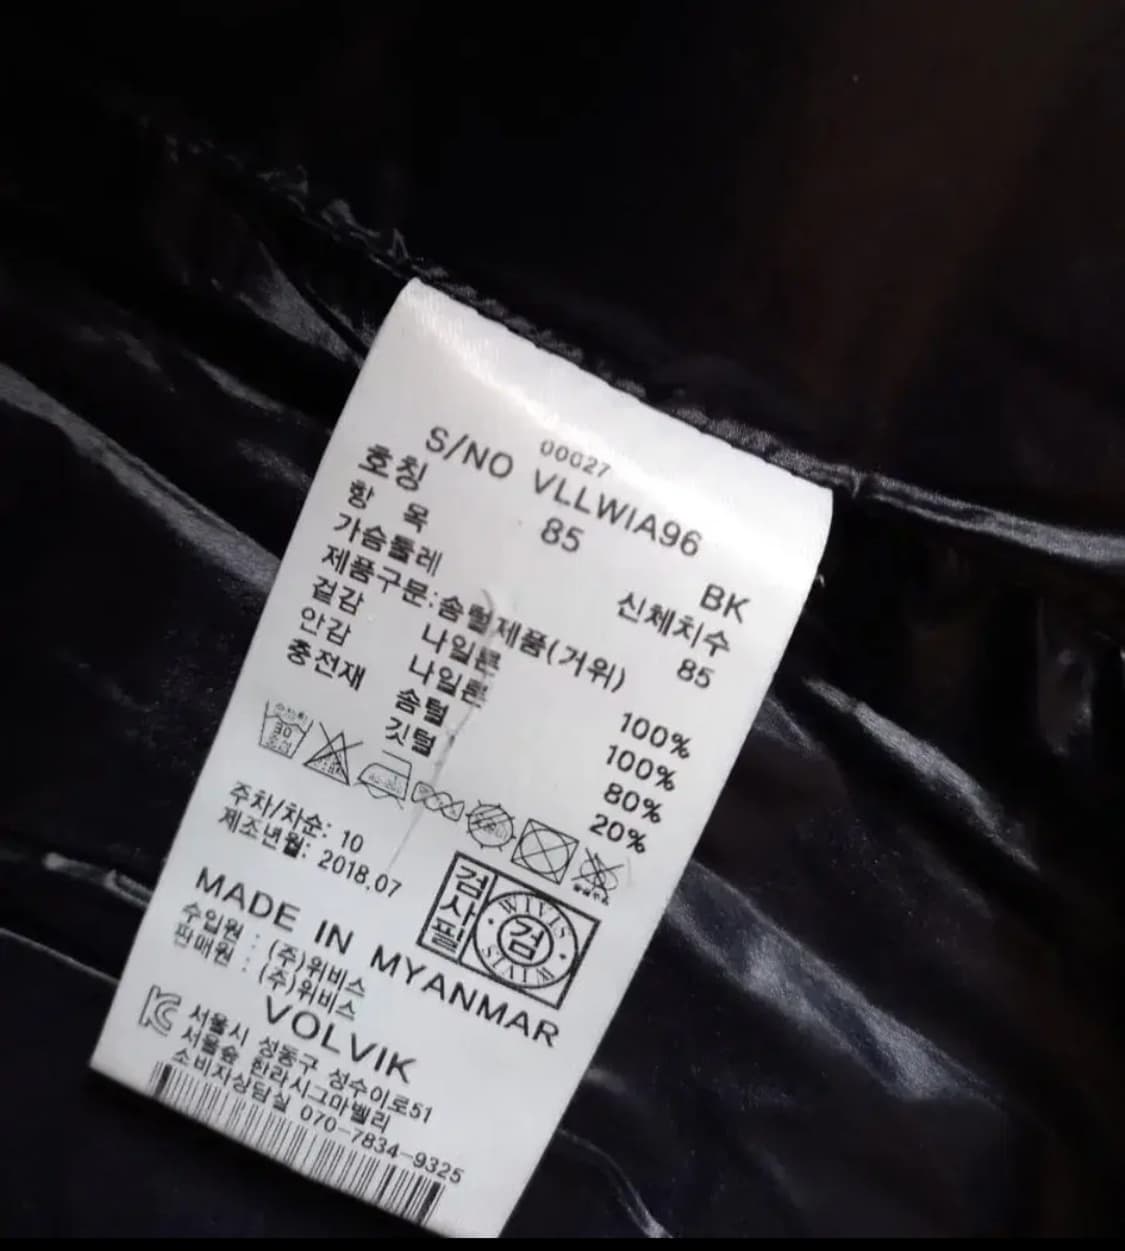 00027
S/NO VLLWIA96 BK
호칭 85
항 목 신체치수
가슴둘레 85
제품구분:솜털제품(거위)
겉감 나일론 100%
안감 나일론 100%
충전재 솜털 80%
깃털 20%
30
중성
주차/차순: 10
제조년월: 2018.07
검사필
WIVIS
검
WIVIS
MADE IN MYANMAR
수입원 : (주)위비스
판매원 : (주)위비스
VOLVIK
서울시 성동구 성수이로51
서울숲 한라시그마밸리
소비자상담실 070-7834-9325